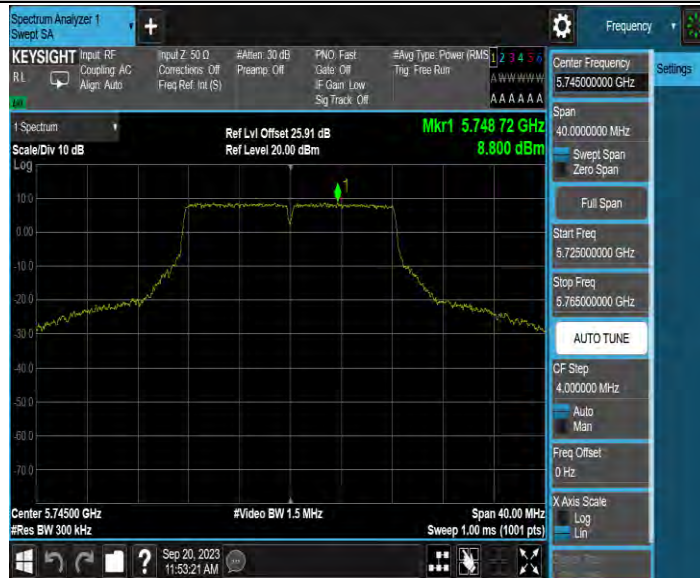 Spectrum Analyzer 1
Swept SA
+
Frequency
KEYSIGHT
RL
Input: RF
Coupling: AC
Align: Auto
Input Z: 50 Ω
Corrections: Off
Freq Ref: Int (S)
#Atten: 30 dB
Preamp: Off
PNO: Fast
Gate: Off
IF Gain: Low
Sig Track: Off
#Avg Type: Power (RMS
Trig: Free Run
1 2 3 4 5 6
A W W W W W
A A A A A A
1 Spectrum
Scale/Div 10 dB
Ref Lvl Offset 25.91 dB
Ref Level 20.00 dBm
Mkr1 5.748 72 GHz
8.800 dBm
Log
1
10.0
0.00
-10.0
-20.0
-30.0
-40.0
-50.0
-60.0
-70.0
Center 5.74500 GHz
#Res BW 300 kHz
#Video BW 1.5 MHz
Span 40.00 MHz
Sweep 1.00 ms (1001 pts)
Sep 20, 2023
11:53:21 AM
?
Center Frequency
5.745000000 GHz
Settings
Span
40.0000000 MHz
Swept Span
Zero Span
Full Span
Start Freq
5.725000000 GHz
Stop Freq
5.765000000 GHz
AUTO TUNE
CF Step
4.000000 MHz
Auto
Man
Freq Offset
0 Hz
X Axis Scale
Log
Lin